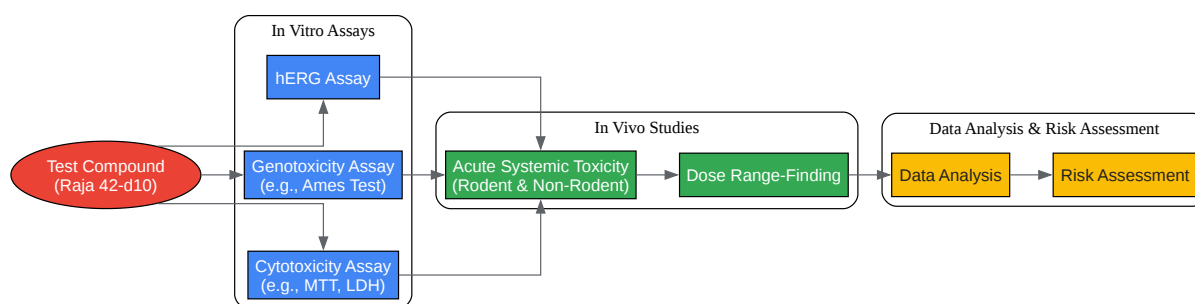 In Vitro Assays
hERG Assay
Test Compound
(Raja 42-d10)
Genotoxicity Assay
(e.g., Ames Test)
Cytotoxicity Assay
(e.g., MTT, LDH)
In Vivo Studies
Acute Systemic Toxicity
(Rodent & Non-Rodent)
Dose Range-Finding
Data Analysis & Risk Assessment
Data Analysis
Risk Assessment